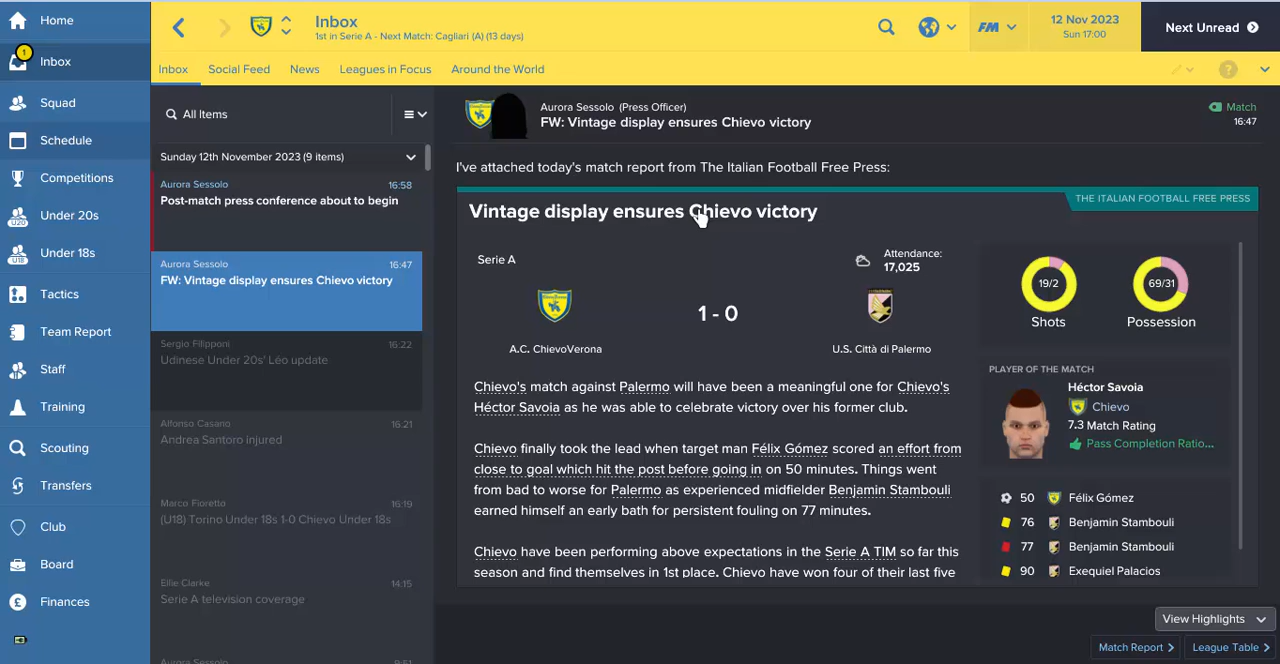 Home
Inbox
1
Squad
Schedule
Competitions
Under 20s
Under 18s
Tactics
Team Report
Staff
Training
Scouting
Transfers
Club
Board
Finances
Inbox
1st in Serie A - Next Match: Cagliari (A) (13 days)
FM
12 Nov 2023
Sun 17:00
Next Unread
Inbox Social Feed News Leagues in Focus Around the World
All Items
Sunday 12th November 2023 (9 items)
Aurora Sessolo 16:58
Post-match press conference about to begin
Aurora Sessolo 16:47
FW: Vintage display ensures Chievo victory
Sergio Filipponi 16:22
Udinese Under 20s' Léo update
Alfonso Casano 16:21
Andrea Santoro injured
Marco Fioretto 16:19
(U18) Torino Under 18s 1-0 Chievo Under 18s
Ellie Clarke 14:15
Serie A television coverage
Aurora Sessolo 9:51
Aurora Sessolo (Press Officer)
FW: Vintage display ensures Chievo victory
Match
16:47
I've attached today's match report from The Italian Football Free Press:
THE ITALIAN FOOTBALL FREE PRESS
Vintage display ensures Chievo victory
Serie A
Attendance:
17,025
1 - 0
A.C. ChievoVerona
U.S. Città di Palermo
Chievo's match against Palermo will have been a meaningful one for Chievo's
Héctor Savoia as he was able to celebrate victory over his former club.
Chievo finally took the lead when target man Félix Gómez scored an effort from
close to goal which hit the post before going in on 50 minutes. Things went
from bad to worse for Palermo as experienced midfielder Benjamin Stambouli
earned himself an early bath for persistent fouling on 77 minutes.
Chievo have been performing above expectations in the Serie A TIM so far this
season and find themselves in 1st place. Chievo have won four of their last five
19/2
Shots
69/31
Possession
PLAYER OF THE MATCH
Héctor Savoia
Chievo
7.3 Match Rating
Pass Completion Ratio...
50 Félix Gómez
76 Benjamin Stambouli
77 Benjamin Stambouli
90 Exequiel Palacios
View Highlights
Match Report
League Table